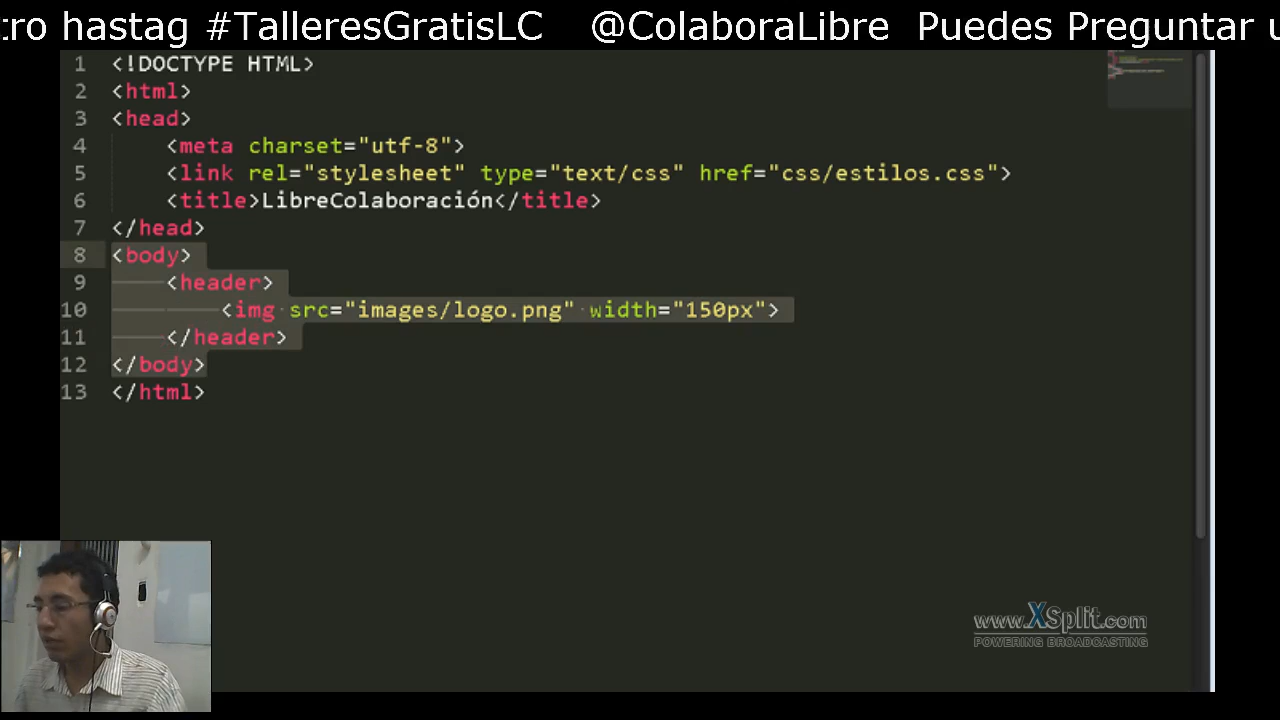 tro hastag #TalleresGratisLC @ColaboraLibre Puedes Preguntar u
1 <!DOCTYPE HTML>
2 <html>
3 <head>
4 <meta charset="utf-8">
5 <link rel="stylesheet" type="text/css" href="css/estilos.css">
6 <title>LibreColaboración</title>
7 </head>
8 <body>
9 <header>
10 <img src="images/logo.png" width="150px">
11 </header>
12 </body>
13 </html>
www.XSplit.com
POWERING BROADCASTING